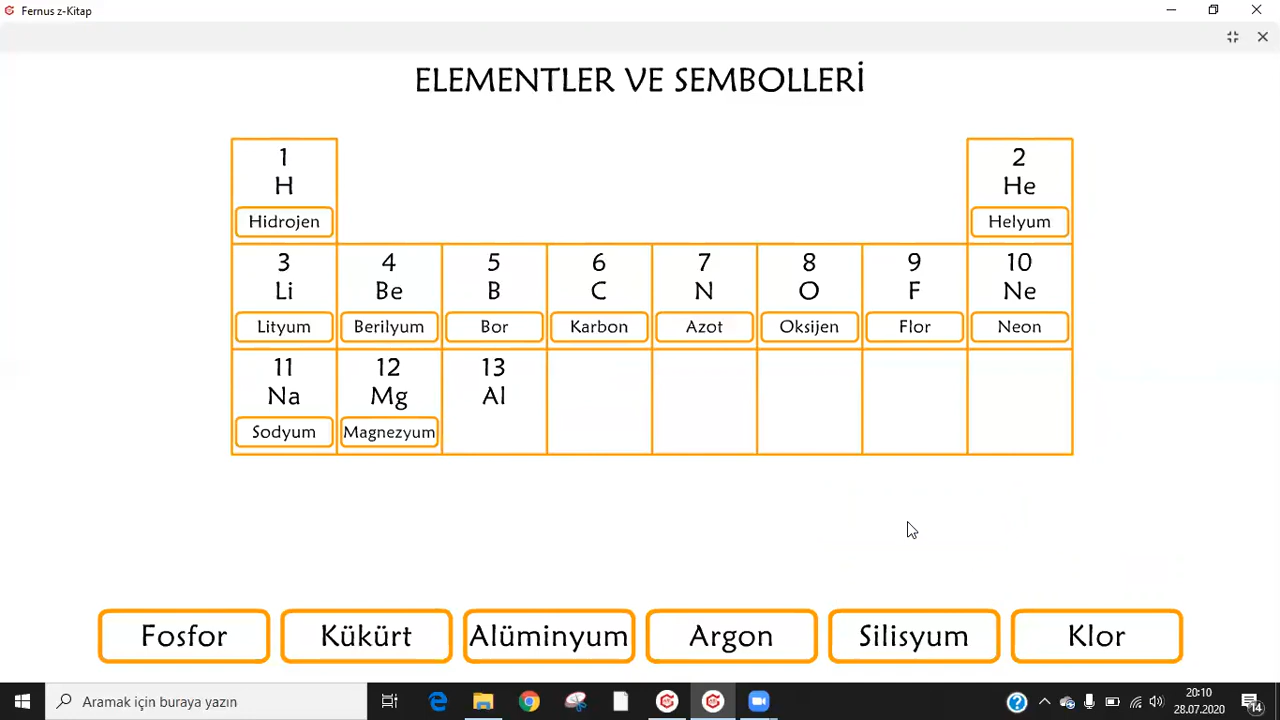 Fernus z-Kitap
ELEMENTLER VE SEMBOLLERİ
1 2
H He
Hidrojen Helyum
3 4 5 6 7 8 9 10
Li Be B C N O F Ne
Lityum Berilyum Bor Karbon Azot Oksijen Flor Neon
11 12 13
Na Mg Al
Sodyum Magnezyum
Fosfor Kükürt Alüminyum Argon Silisyum Klor
Aramak için buraya yazın
20:10
28.07.2020
14